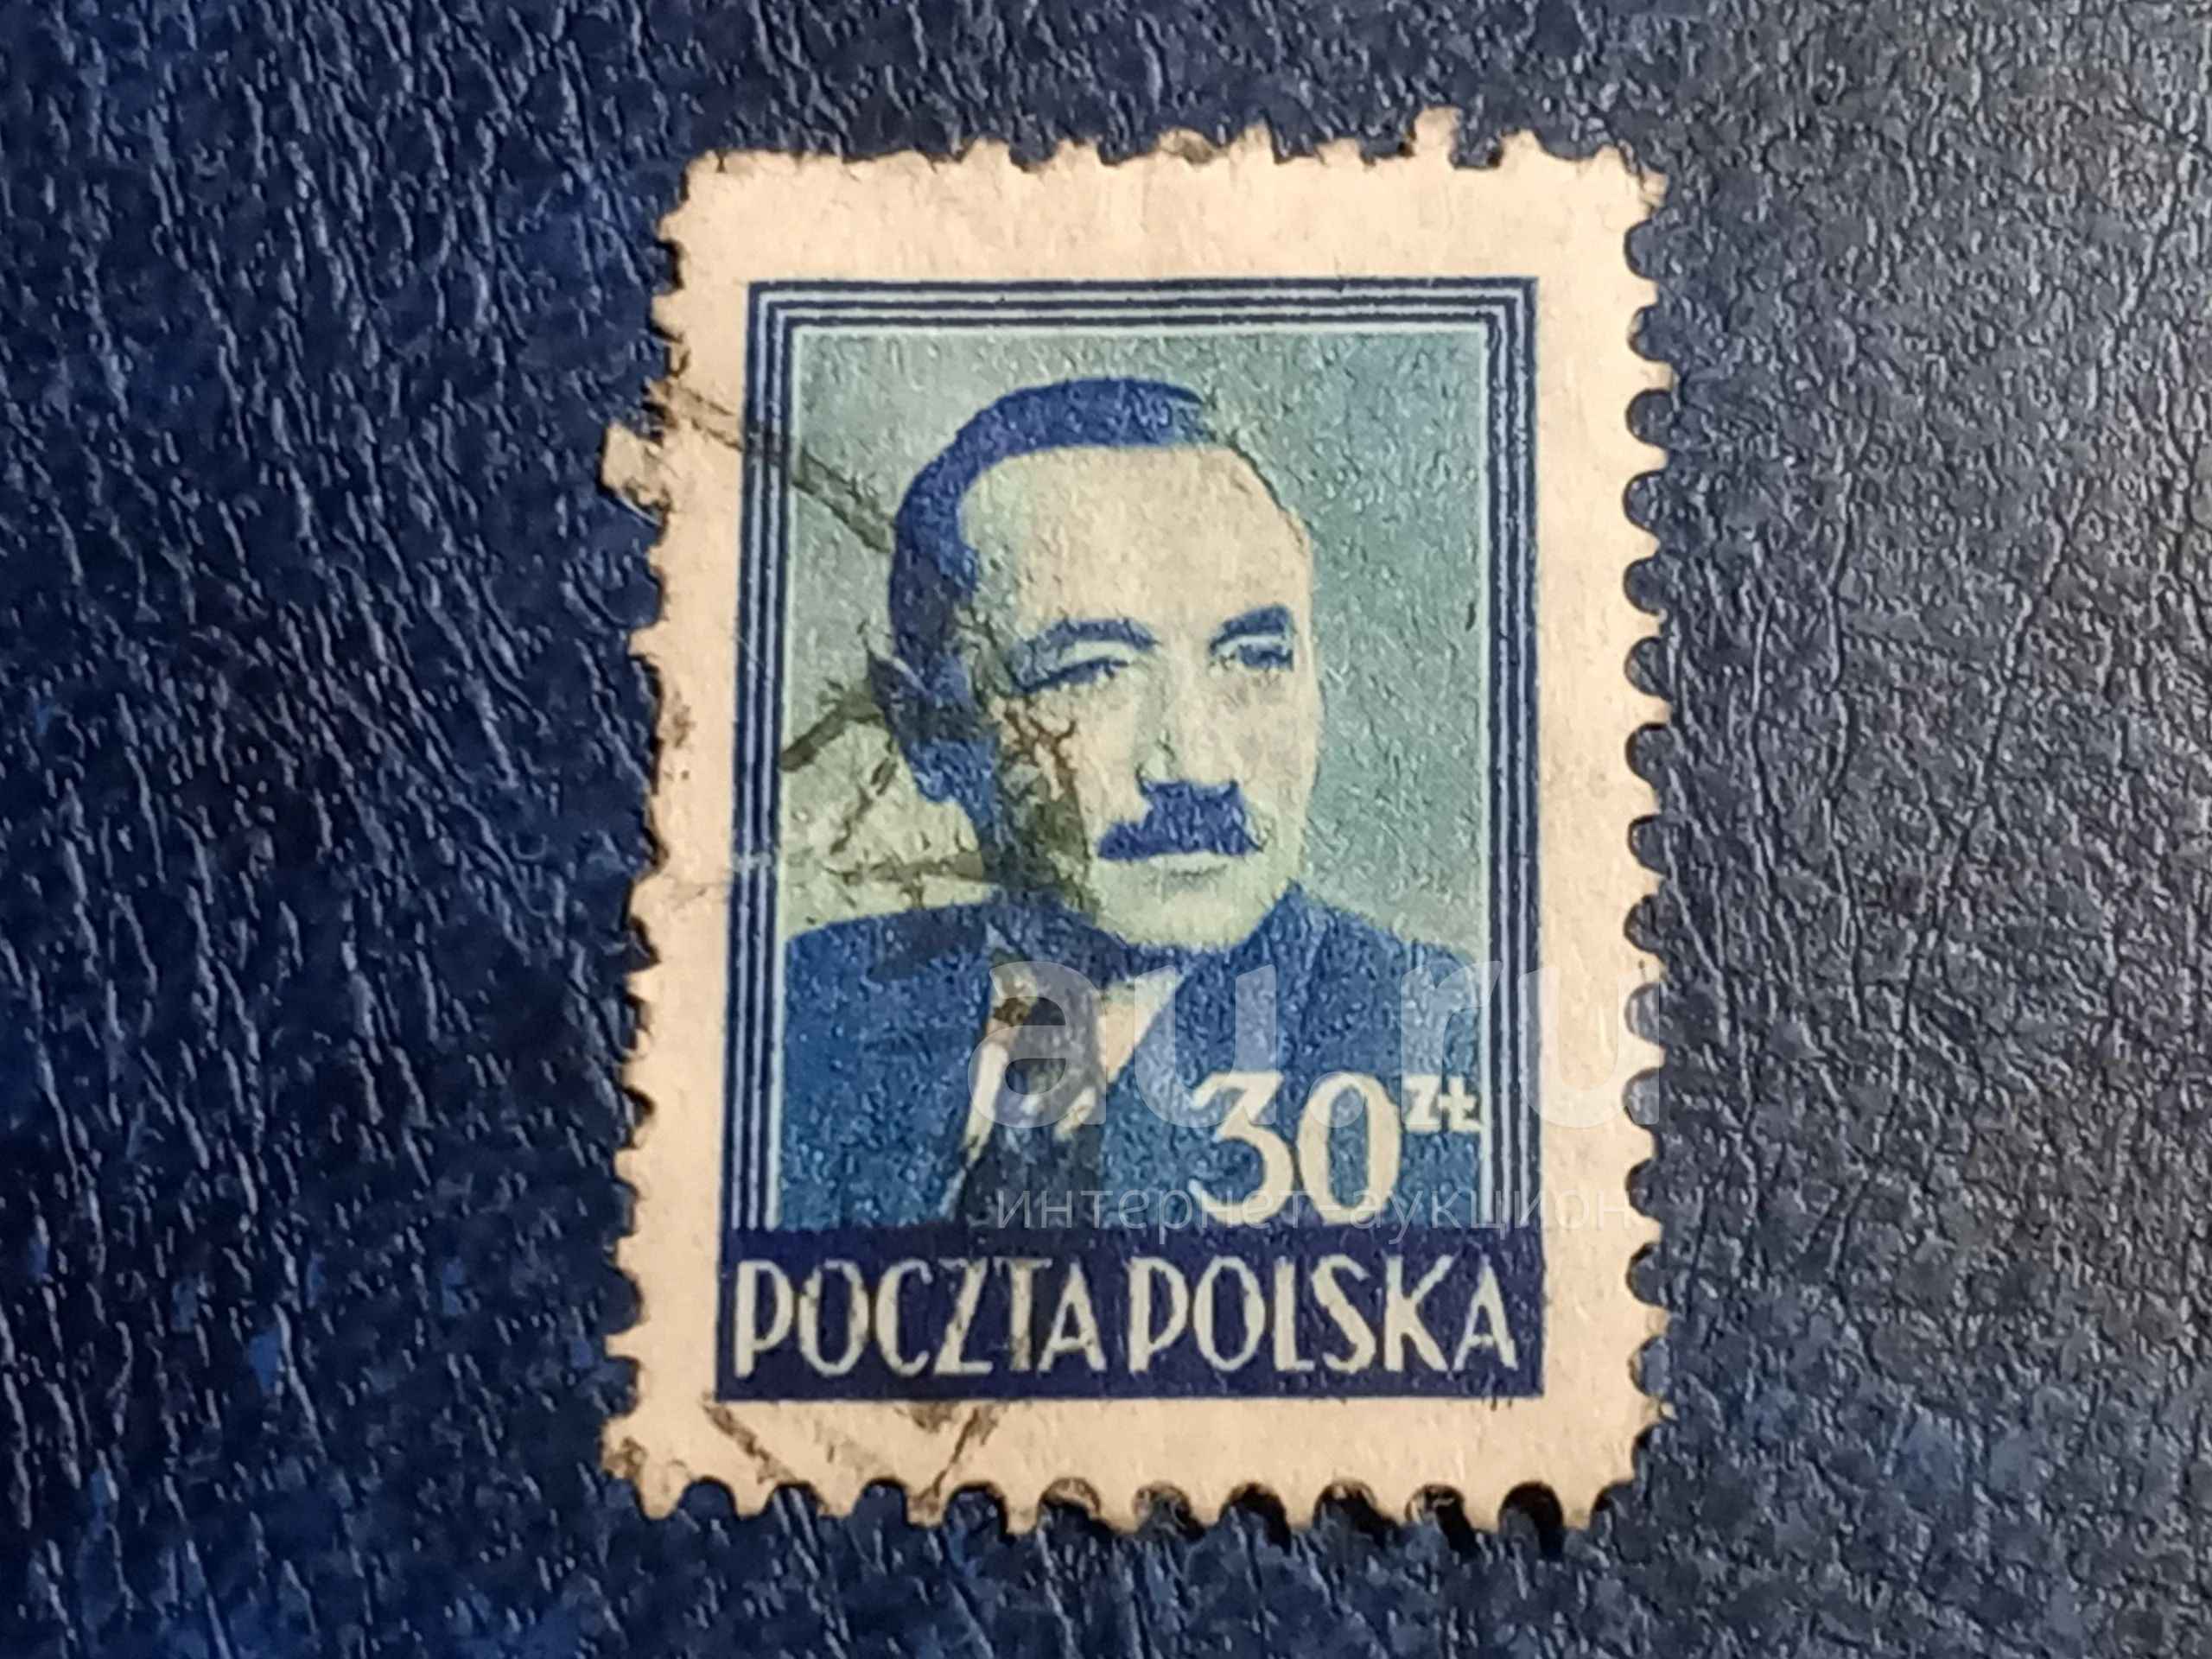 au.ru
30 ZŁ
интернет аукцион
POCZTA POLSKA